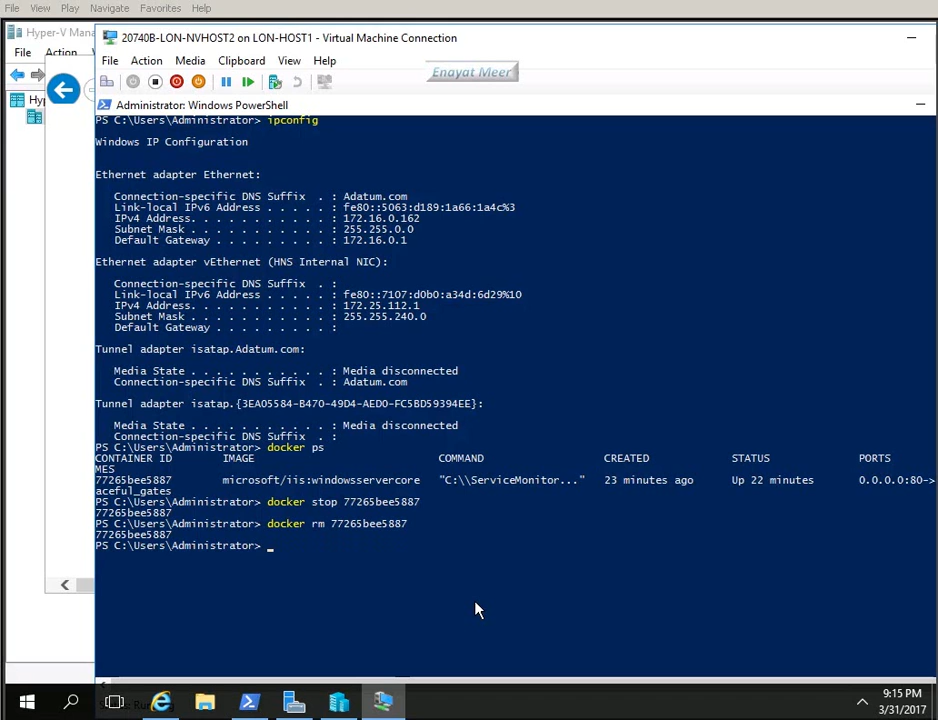 File View Play Navigate Favorites Help
Hyper-V Mana
20740B-LON-NVHOST2 on LON-HOST1 - Virtual Machine Connection
File Action
File Action Media Clipboard View Help
Enayat Meer
Hyp
Administrator: Windows PowerShell
PS C:\Users\Administrator> ipconfig
Windows IP Configuration
Ethernet adapter Ethernet:
Connection-specific DNS Suffix . : Adatum.com
Link-local IPv6 Address . . . . . : fe80::5063:d189:1a66:1a4c%3
IPv4 Address. . . . . . . . . . . : 172.16.0.162
Subnet Mask . . . . . . . . . . . : 255.255.0.0
Default Gateway . . . . . . . . . : 172.16.0.1
Ethernet adapter vEthernet (HNS Internal NIC):
Connection-specific DNS Suffix . :
Link-local IPv6 Address . . . . . : fe80::7107:d0b0:a34d:6d29%10
IPv4 Address. . . . . . . . . . . : 172.25.112.1
Subnet Mask . . . . . . . . . . . : 255.255.240.0
Default Gateway . . . . . . . . . :
Tunnel adapter isatap.Adatum.com:
Media State . . . . . . . . . . . : Media disconnected
Connection-specific DNS Suffix . : Adatum.com
Tunnel adapter isatap.{3EA05584-B470-49D4-AED0-FC5BD59394EE}:
Media State . . . . . . . . . . . : Media disconnected
Connection-specific DNS Suffix . :
PS C:\Users\Administrator> docker ps
CONTAINER ID IMAGE COMMAND CREATED STATUS PORTS
MES
77265bee5887 microsoft/iis:windowsservercore "C:\\ServiceMonitor..." 23 minutes ago Up 22 minutes 0.0.0.0:80->
aceful_gates
PS C:\Users\Administrator> docker stop 77265bee5887
77265bee5887
PS C:\Users\Administrator> docker rm 77265bee5887
77265bee5887
PS C:\Users\Administrator> _
9:15 PM
3/31/2017